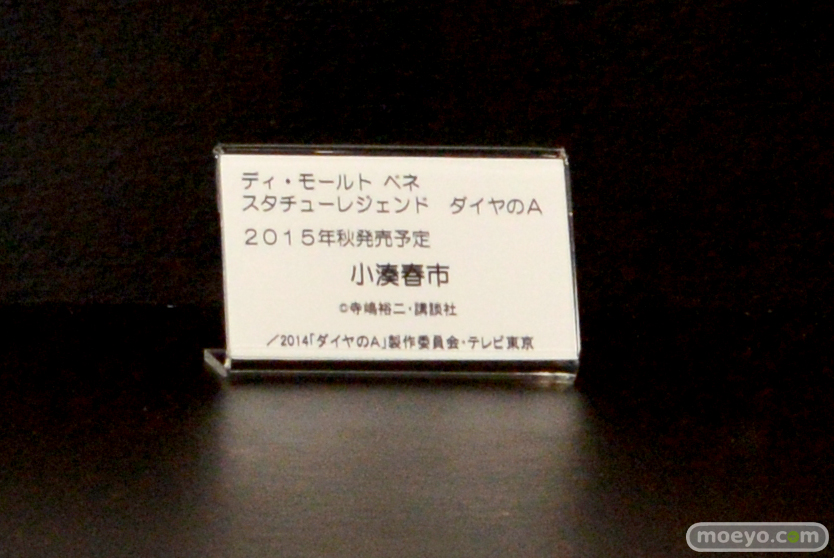 ディ・モールト ベネ
スタチューレジェンド　ダイヤのA
２０１５年秋発売予定
小湊春市
©寺嶋裕二・講談社
／2014「ダイヤのA」製作委員会・テレビ東京
moeyo.com